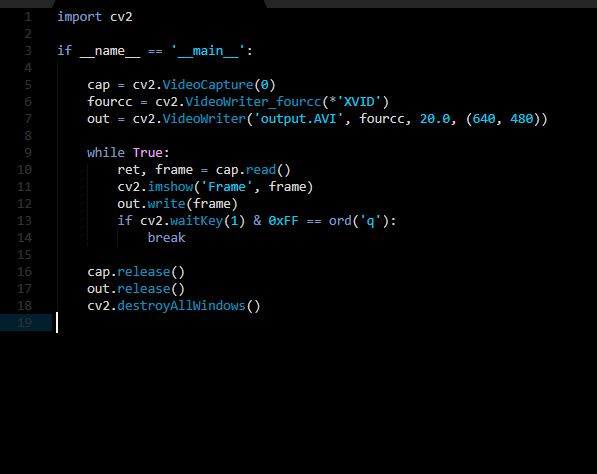 1 import cv2
2
3 if __name__ == '__main__':
4
5     cap = cv2.VideoCapture(0)
6     fourcc = cv2.VideoWriter_fourcc(*'XVID')
7     out = cv2.VideoWriter('output.AVI', fourcc, 20.0, (640, 480))
8
9     while True:
10         ret, frame = cap.read()
11         cv2.imshow('Frame', frame)
12         out.write(frame)
13         if cv2.waitKey(1) & 0xFF == ord('q'):
14             break
15
16     cap.release()
17     out.release()
18     cv2.destroyAllWindows()
19